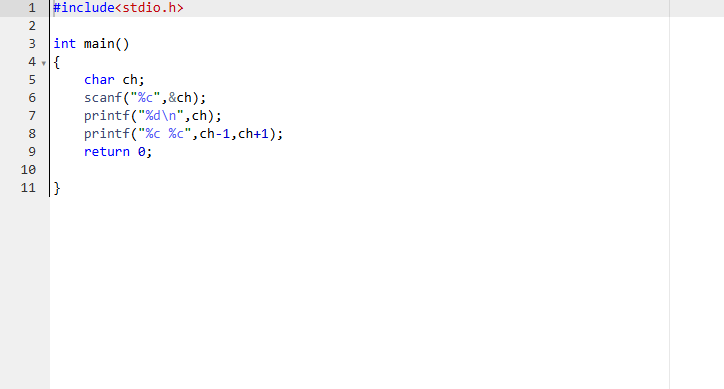 1 #include<stdio.h>
2
3 int main()
4 {
5     char ch;
6     scanf("%c",&ch);
7     printf("%d\n",ch);
8     printf("%c %c",ch-1,ch+1);
9     return 0;
10
11 }